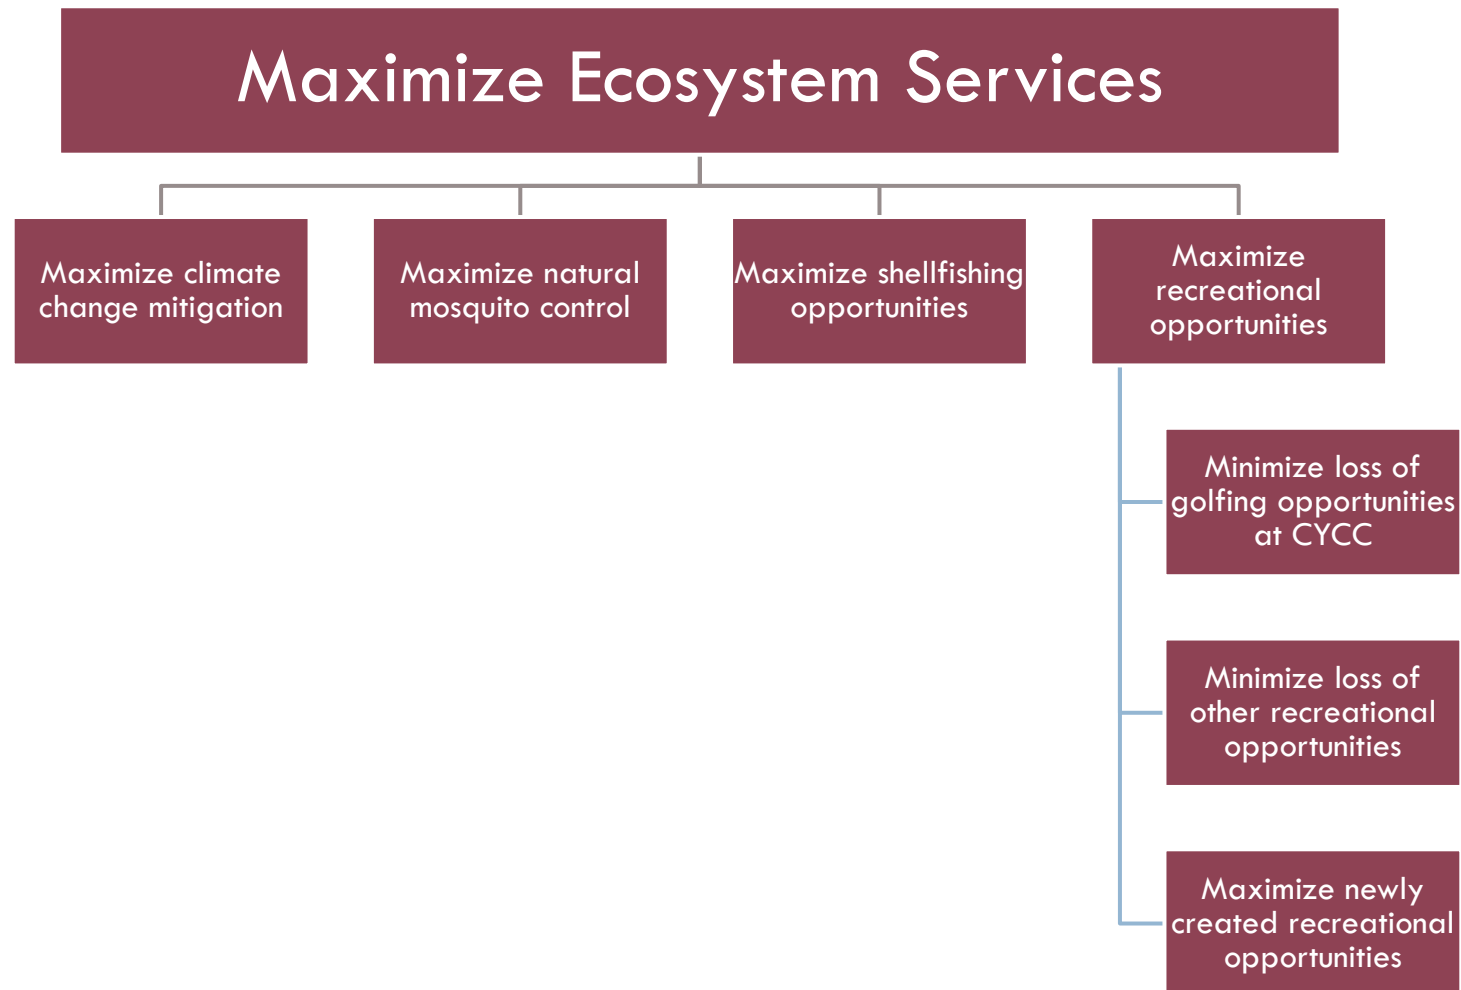 Maximize Ecosystem Services
Maximize climate
change mitigation
Maximize natural
mosquito control
Maximize shellfishing
opportunities
Maximize
recreational
opportunities
Minimize loss of
golfing opportunities
at CYCC
Minimize loss of
other recreational
opportunities
Maximize newly
created recreational
opportunities